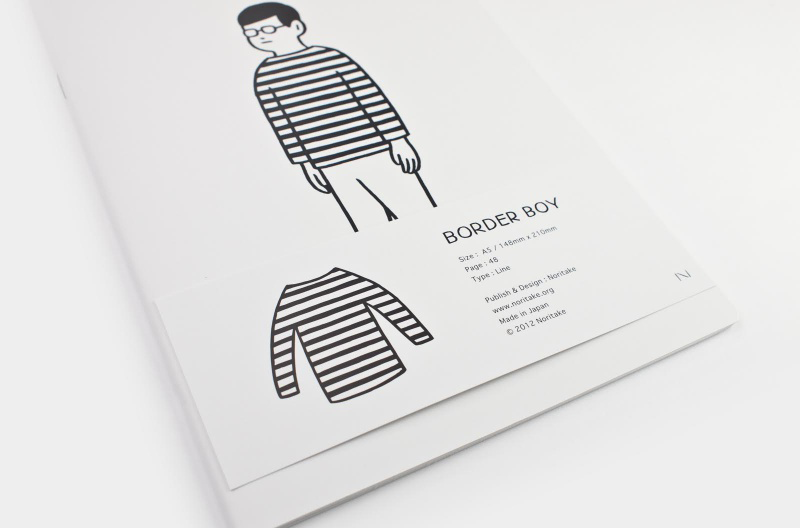 BORDER BOY
Size : A5 / 148mm x 210mm
Page : 48
Type : Line
Publish & Design : Noritake
www.noritake.org
Made in Japan
© 2012 Noritake
N